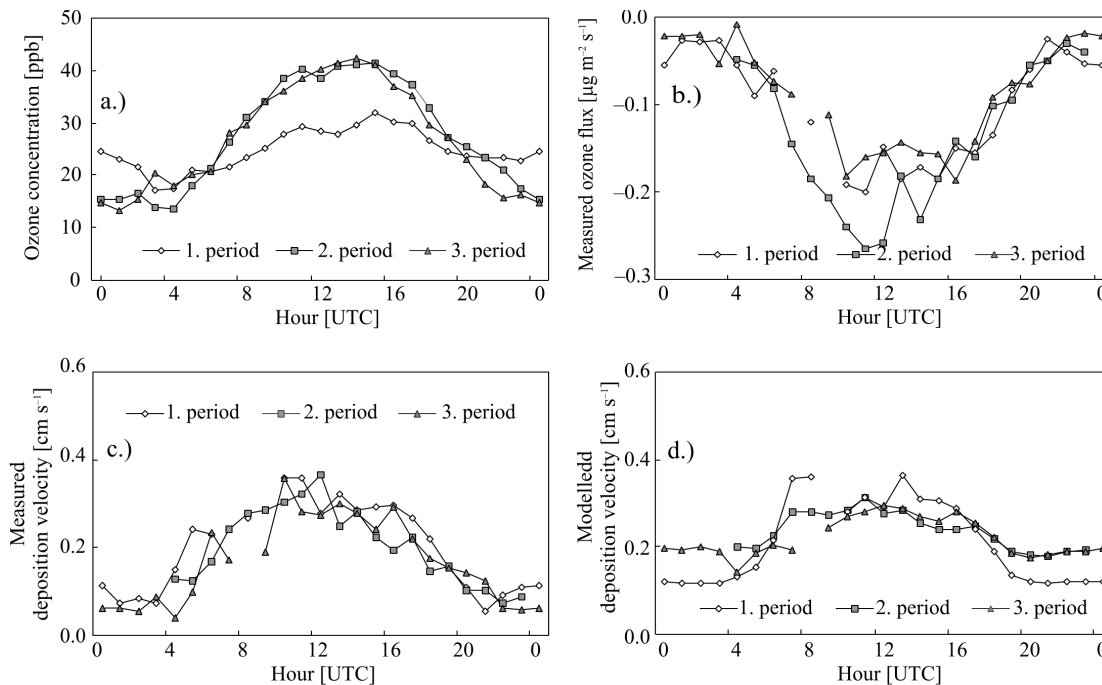 50
40
30
20
10
0
Ozone concentration [ppb]
a.)
1. period 2. period 3. period
0 4 8 12 16 20 0
Hour [UTC]
−0.0
−0.1
−0.2
−0.3
Measured ozone flux [µg m⁻² s⁻¹]
b.)
1. period 2. period 3. period
0 4 8 12 16 20 0
Hour [UTC]
0.6
0.4
0.2
0.0
Measured
deposition velocity [cm s⁻¹]
1. period 2. period 3. period
c.)
0 4 8 12 16 20 0
Hour [UTC]
0.6
0.4
0.2
0.0
Modelledd
deposition velocity [cm s⁻¹]
d.)
1. period 2. period 3. period
0 4 8 12 16 20 0
Hour [UTC]